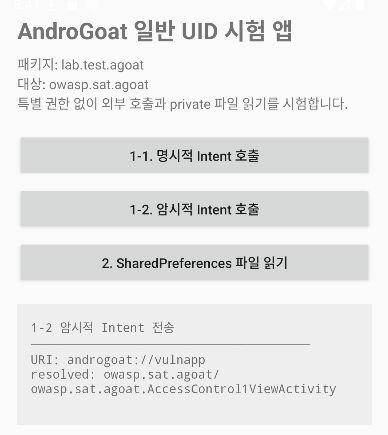 AndroGoat 일반 UID 시험 앱
패키지: lab.test.agoat
대상: owasp.sat.agoat
특별 권한 없이 외부 호출과 private 파일 읽기를 시험합니다.
1-1. 명시적 Intent 호출
1-2. 암시적 Intent 호출
2. SharedPreferences 파일 읽기
1-2 암시적 Intent 전송
URI: androgoat://vulnapp
resolved: owasp.sat.agoat/
owasp.sat.agoat.AccessControl1ViewActivity